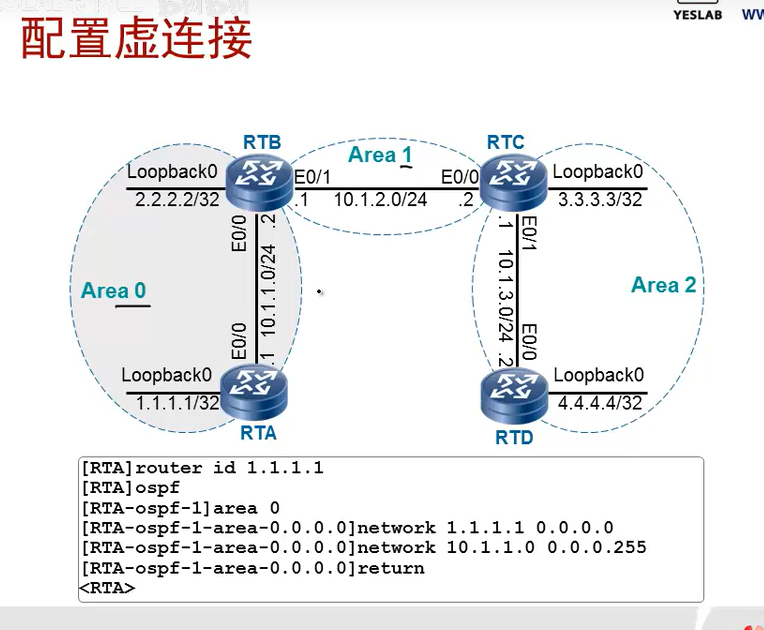 YESLAB WW
配置虚连接
RTB
RTC
Area 1
Loopback0
E0/1
E0/0
Loopback0
2.2.2.2/32
.1
10.1.2.0/24
.2
3.3.3.3/32
E0/0
.2
.1
E0/1
10.1.1.0/24
10.1.3.0/24
Area 0
Area 2
E0/0
.1
.2
E0/0
Loopback0
Loopback0
1.1.1.1/32
4.4.4.4/32
RTA
RTD
[RTA]router id 1.1.1.1
[RTA]ospf
[RTA-ospf-1]area 0
[RTA-ospf-1-area-0.0.0.0]network 1.1.1.1 0.0.0.0
[RTA-ospf-1-area-0.0.0.0]network 10.1.1.0 0.0.0.255
[RTA-ospf-1-area-0.0.0.0]return
<RTA>